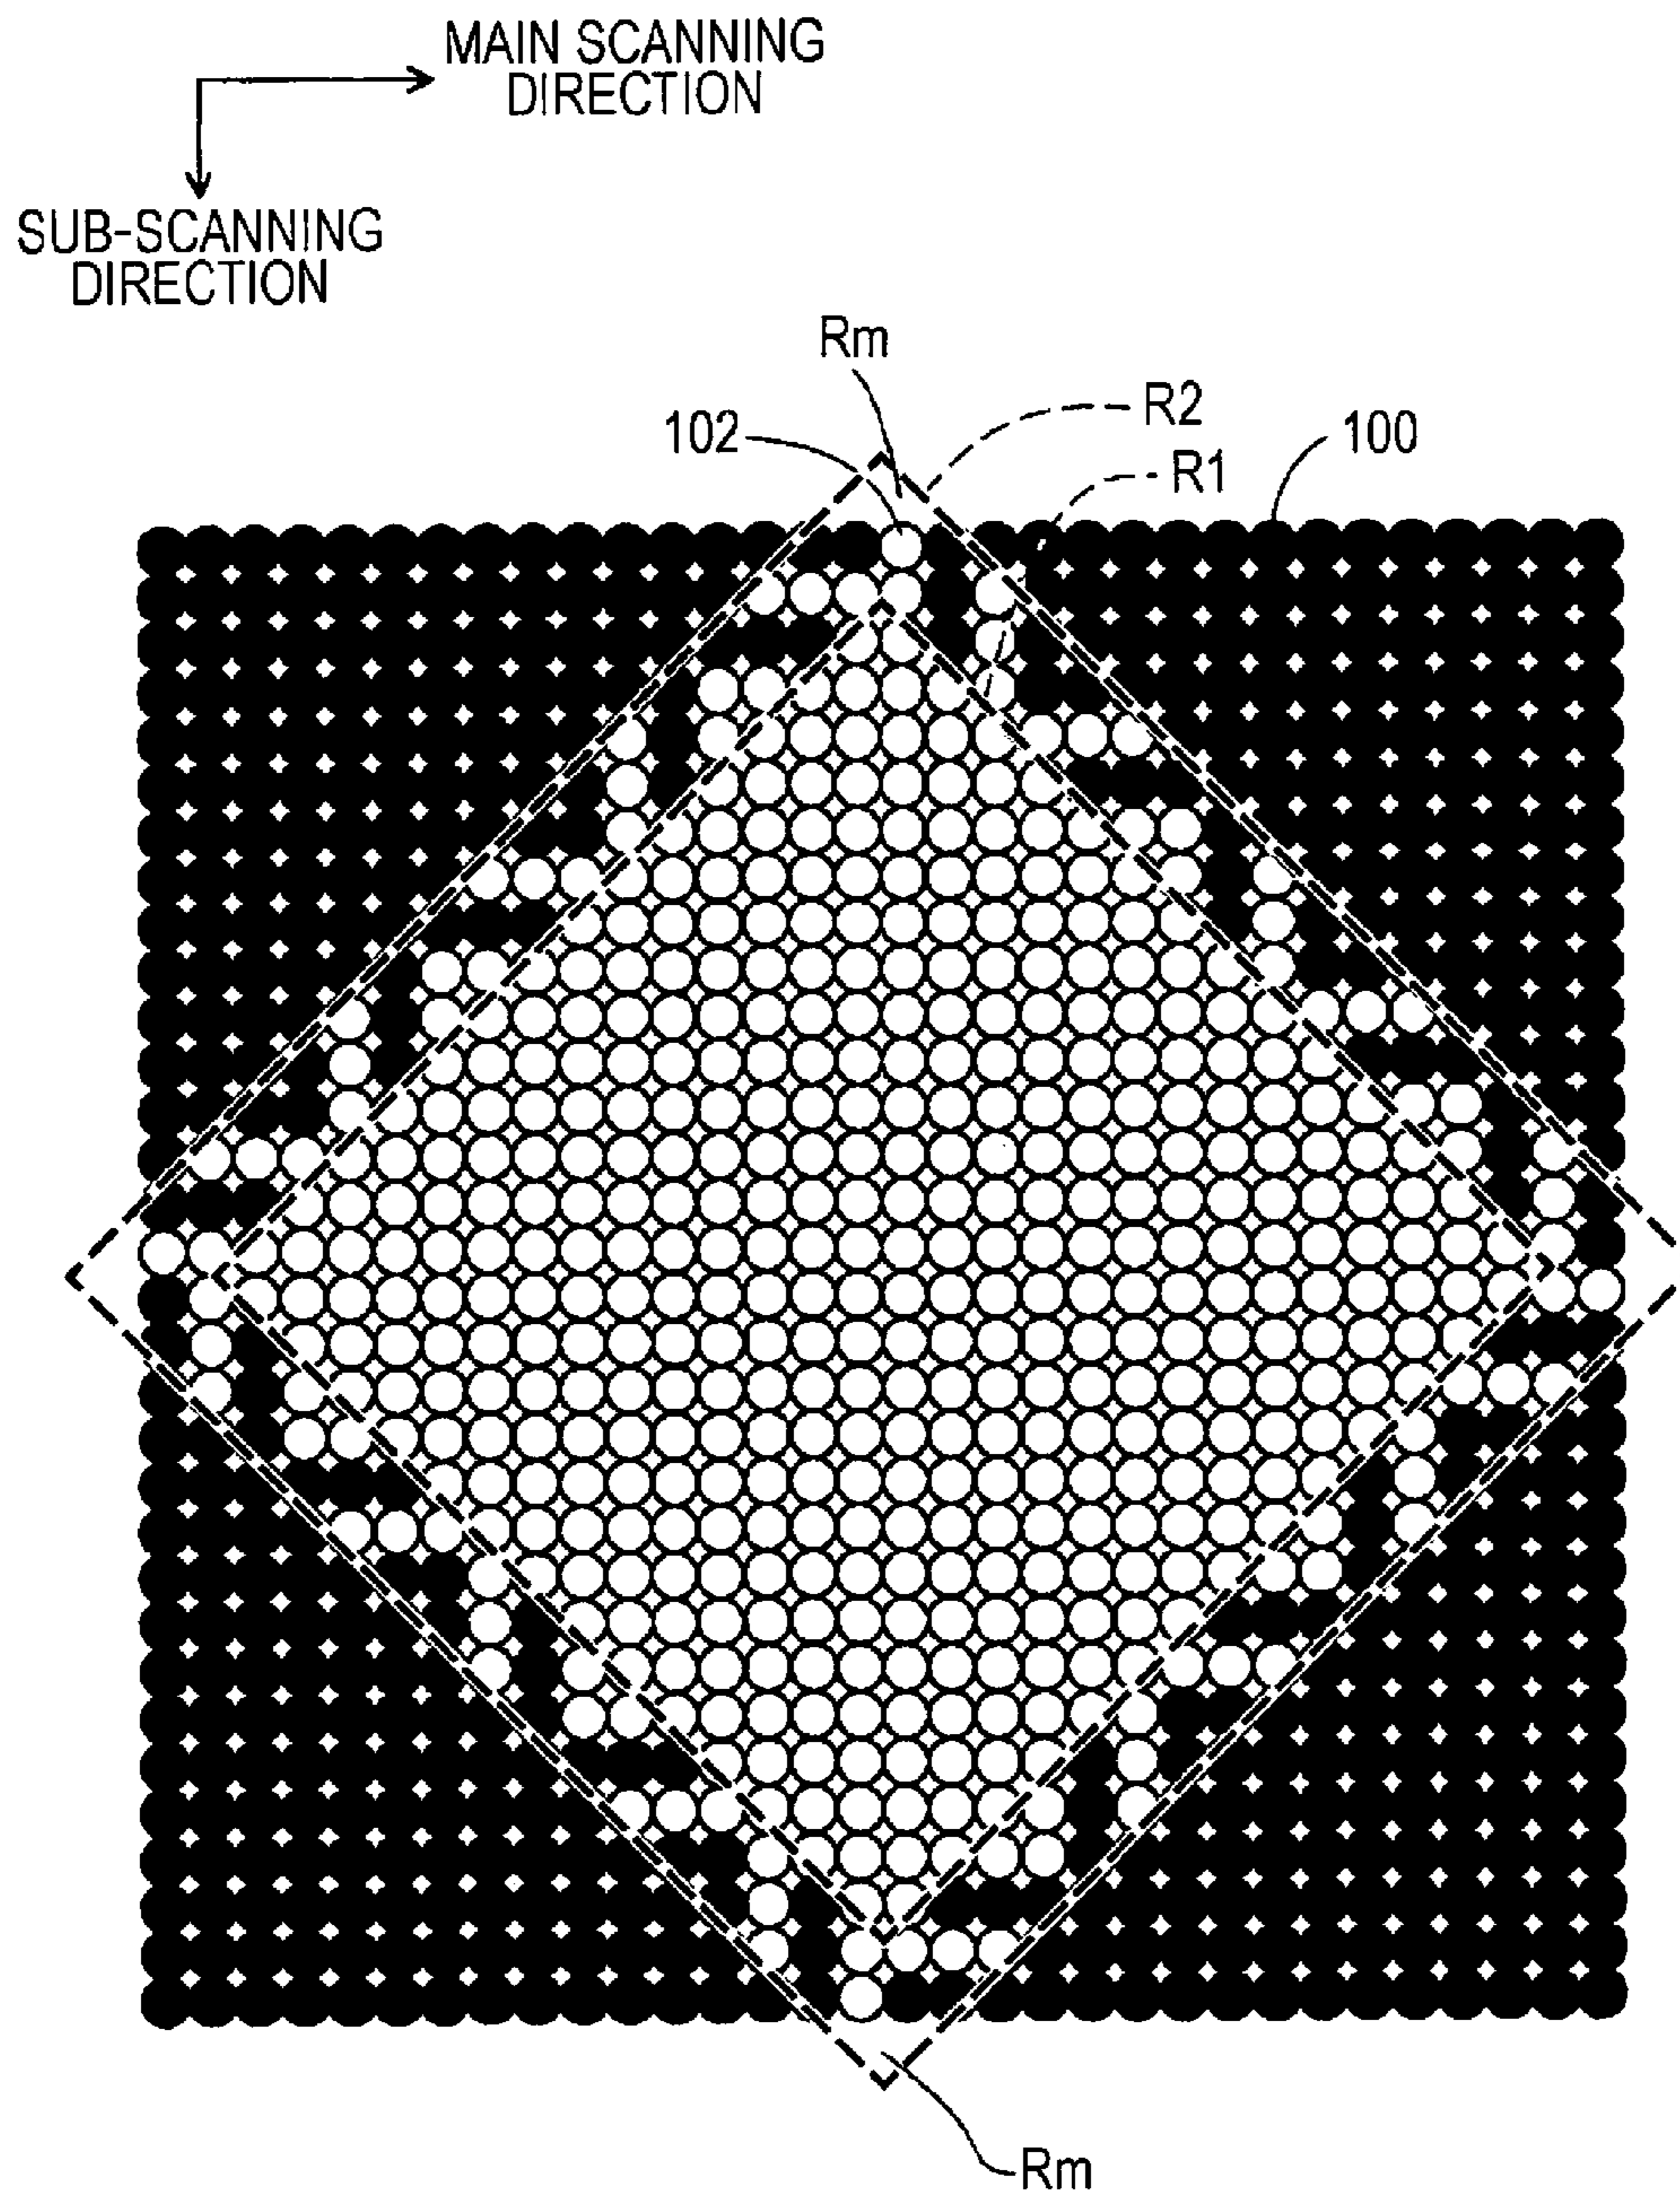 MAIN SCANNING
DIRECTION
SUB-SCANNING
DIRECTION
Rm
R2
102
100
R1
Rm